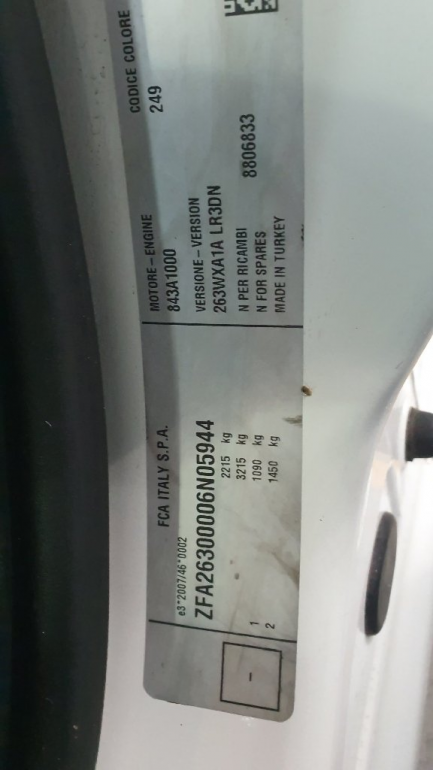 FCA ITALY S.P.A.
e3*2007/46*0002
ZFA26300006N05944
2215 kg
3215 kg
1 1090 kg
2 1450 kg
-
MOTORE - ENGINE
843A1000
CODICE COLORE
249
VERSIONE - VERSION
263WXA1A LR3DN
N PER RICAMBI
N FOR SPARES
8806833
MADE IN TURKEY